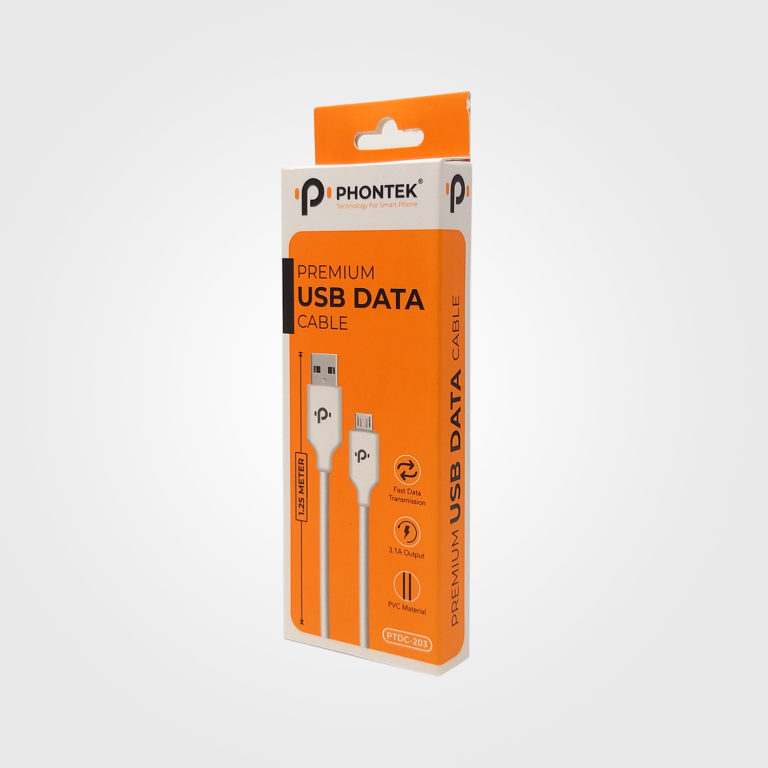 PHONTEK®
Technology For Smart Phone
PREMIUM
USB DATA
CABLE
1.25 METER
Fast Data
Transmission
3.1A Output
PVC Material
PTDC-203
PREMIUM USB DATA CABLE